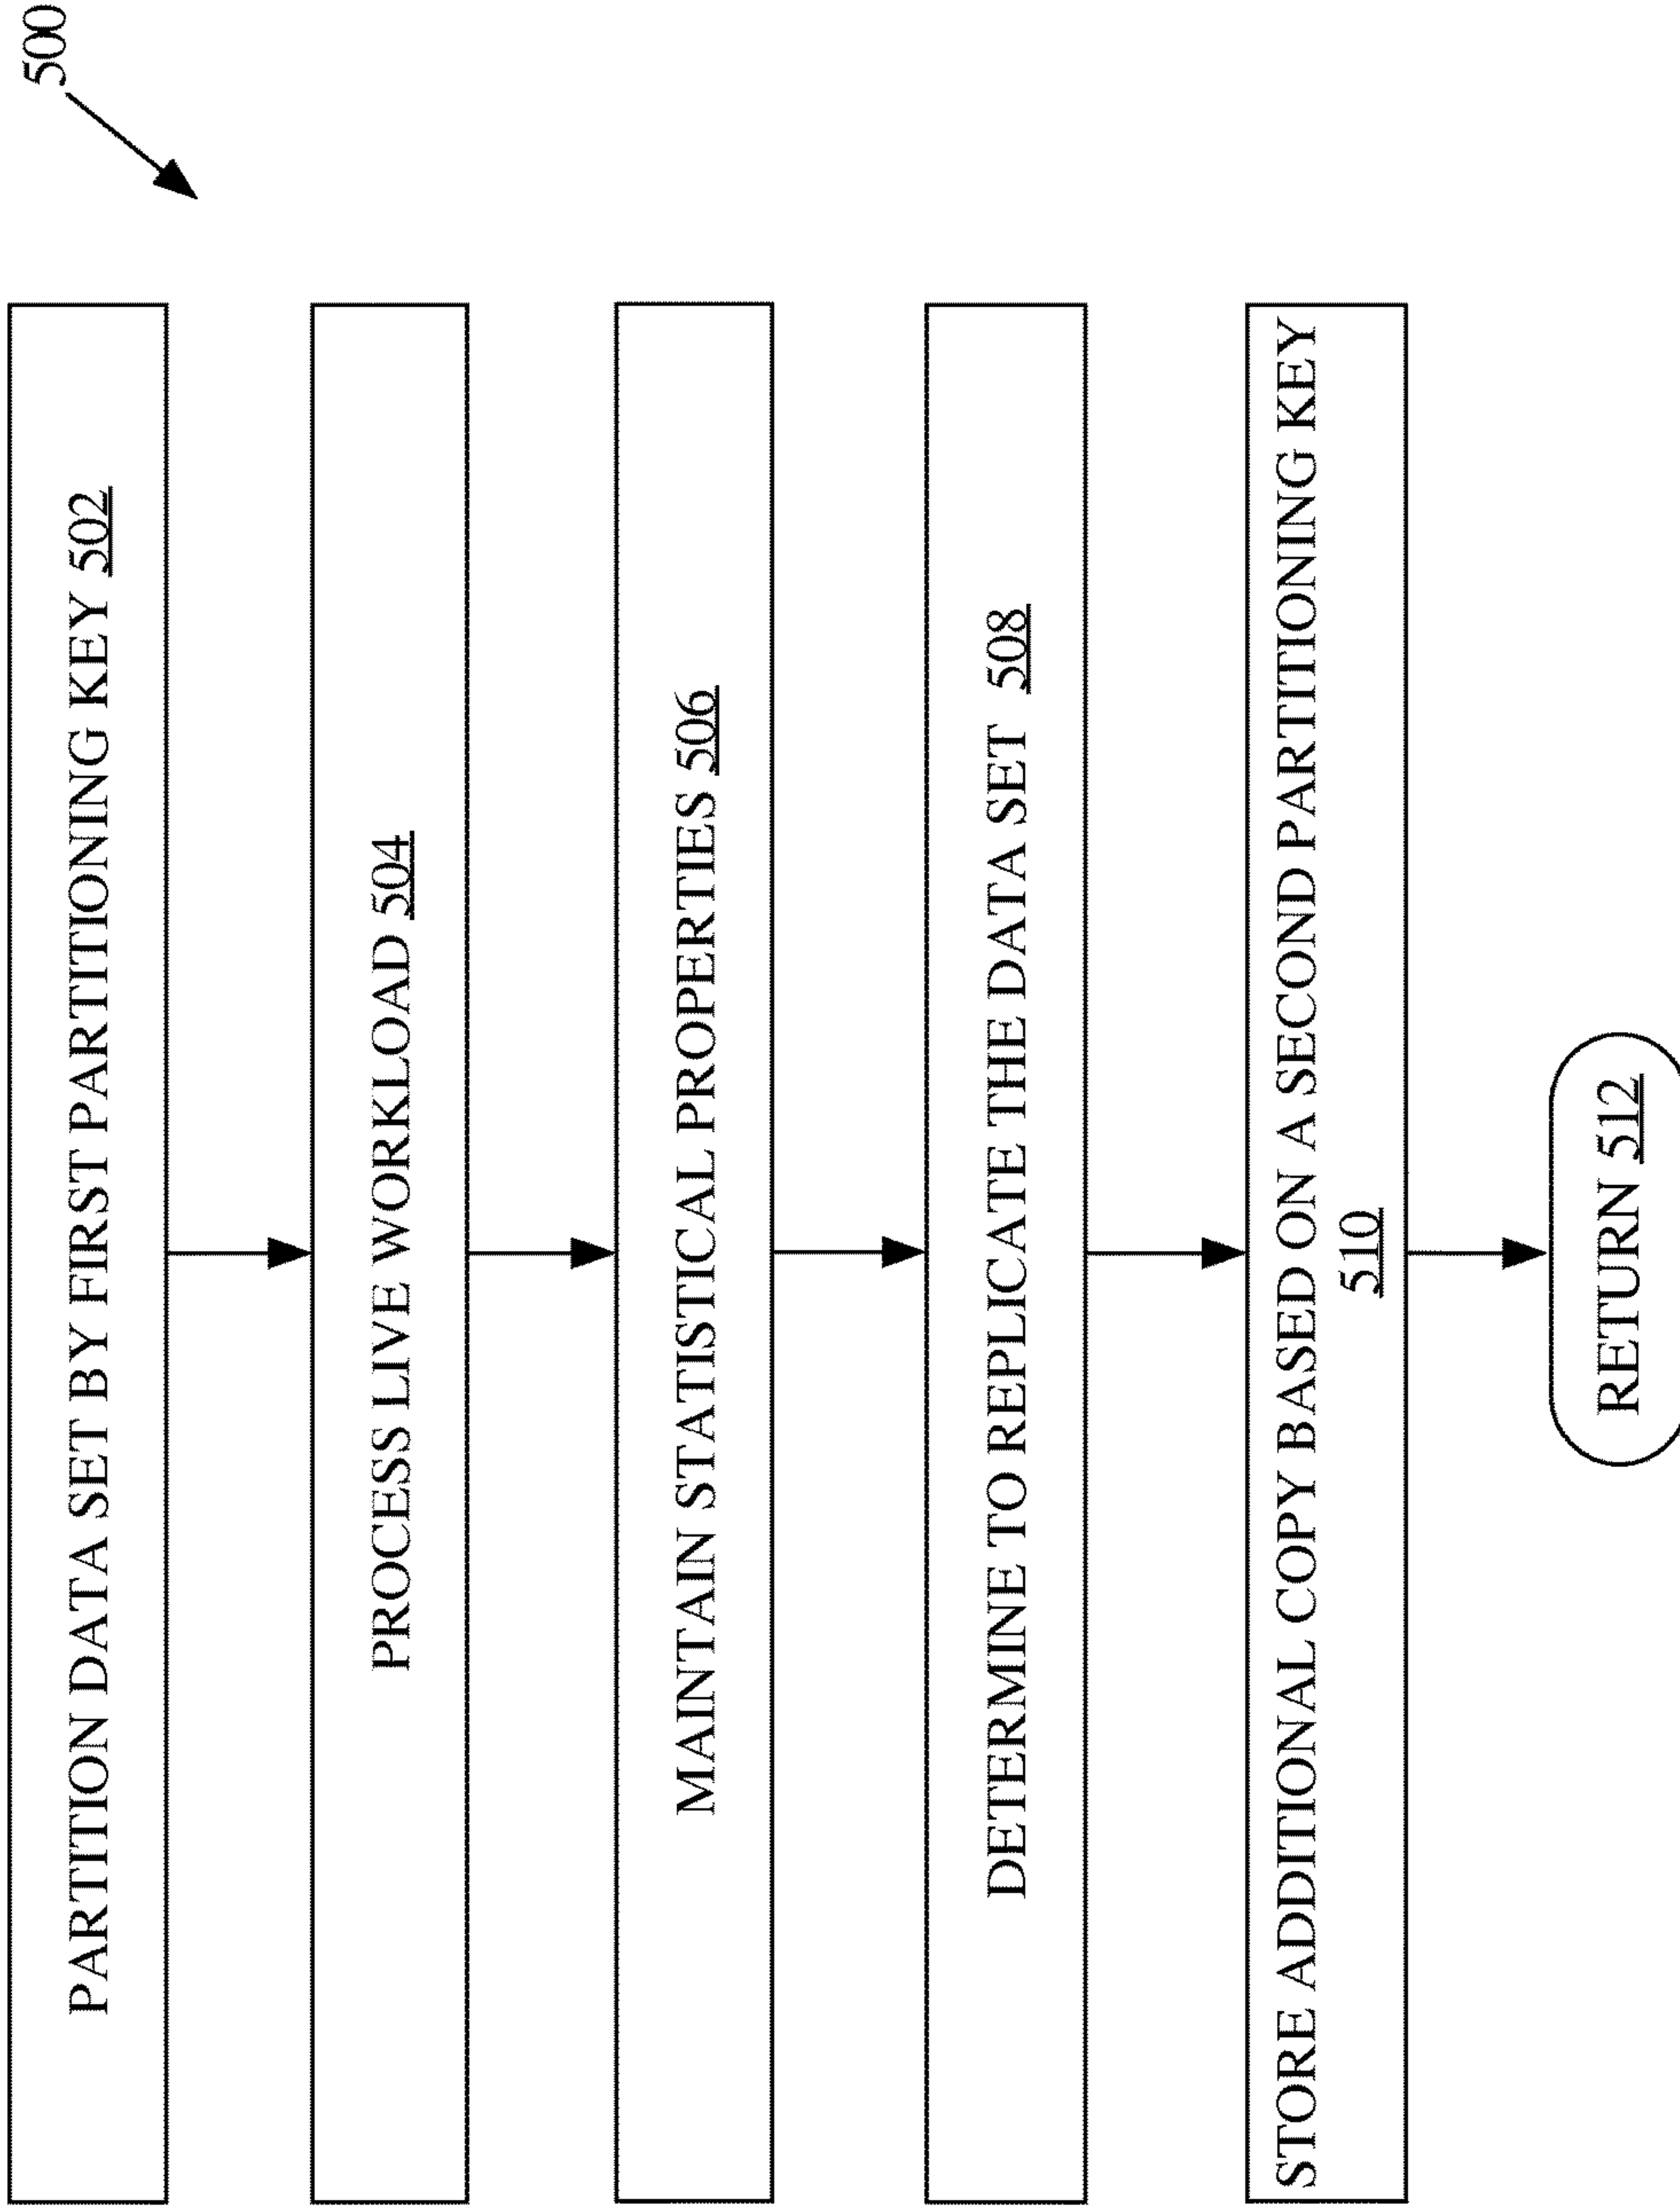 500
PARTITION DATA SET BY FIRST PARTITIONING KEY 502
PROCESS LIVE WORKLOAD 504
MAINTAIN STATISTICAL PROPERTIES 506
DETERMINE TO REPLICATE THE DATA SET 508
STORE ADDITIONAL COPY BASED ON A SECOND PARTITIONING KEY
510
RETURN 512